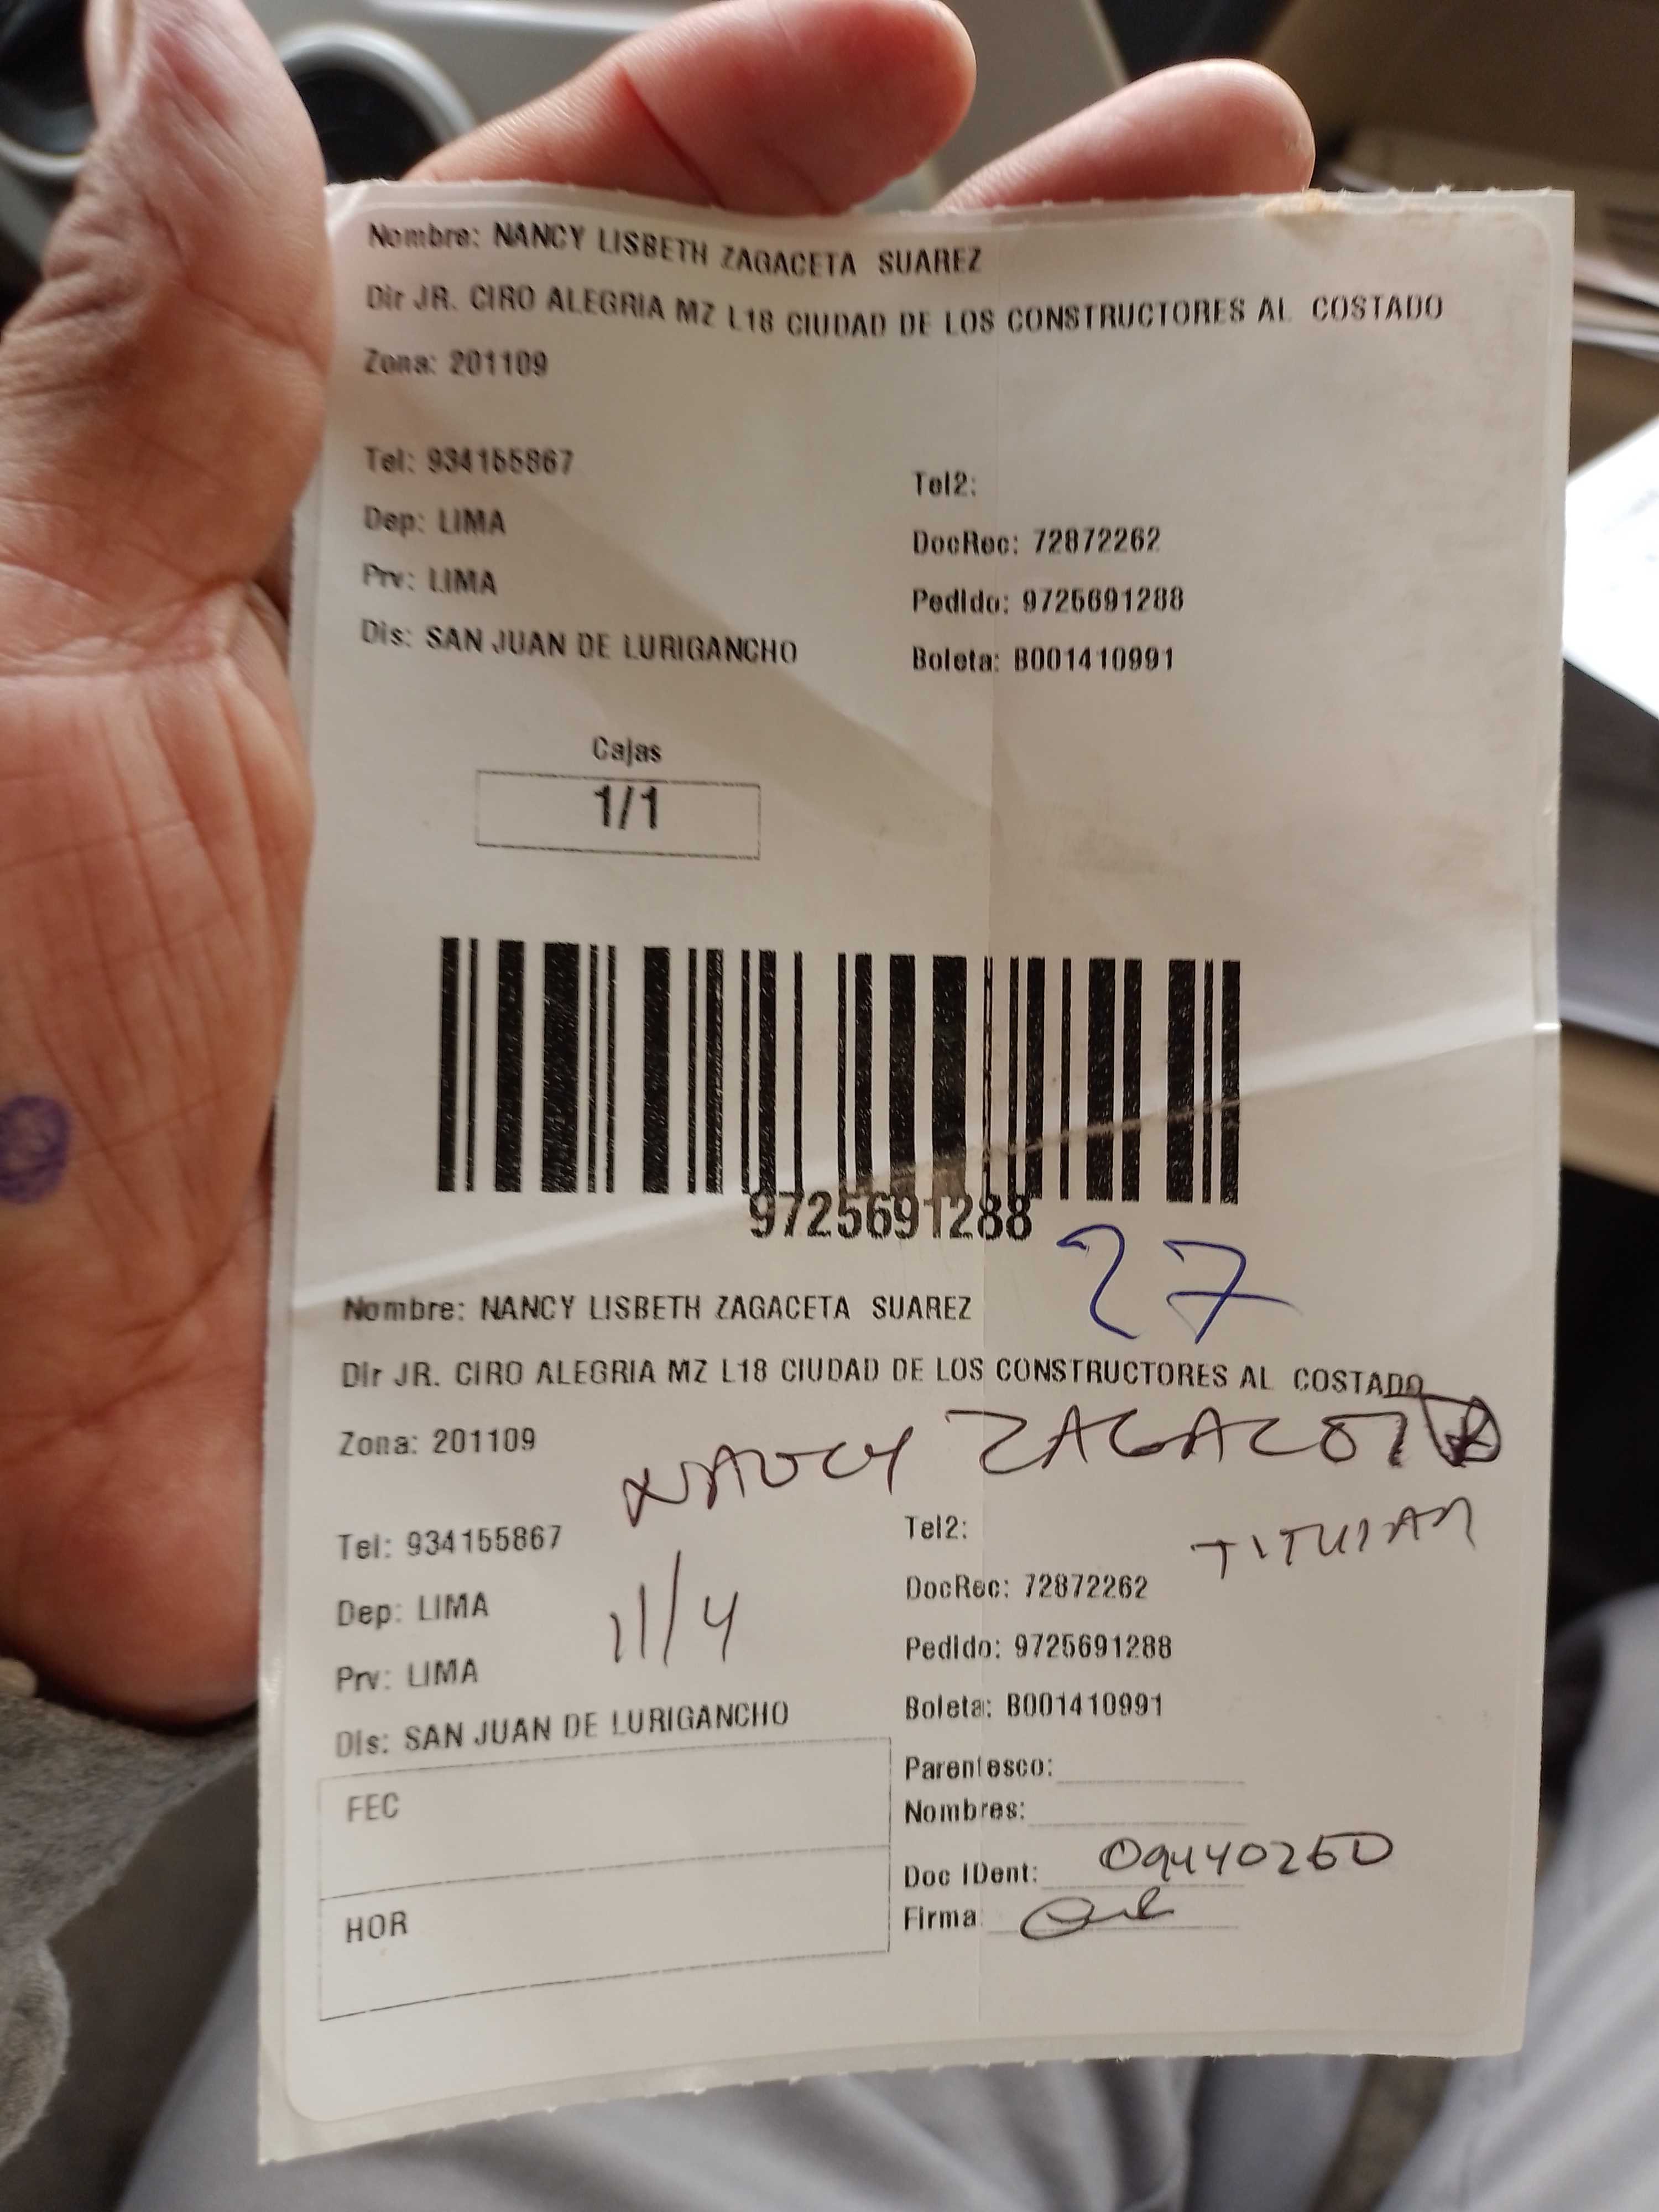 Nombre: NANCY LISBETH ZAGACETA SUAREZ
Dir JR. CIRO ALEGRIA MZ L18 CIUDAD DE LOS CONSTRUCTORES AL COSTADO
Zona: 201109
Tel: 934155867
Tel2:
Dep: LIMA
DocRec: 72872262
Prv: LIMA
Pedido: 9725691288
Dis: SAN JUAN DE LURIGANCHO
Boleta: B001410991
Cajas
1/1
9725691288
27
Nombre: NANCY LISBETH ZAGACETA SUAREZ
Dir JR. CIRO ALEGRIA MZ L18 CIUDAD DE LOS CONSTRUCTORES AL COSTADO
Zona: 201109
NANCY ZAGACETA
TITULAR
Tel: 934155867
Tel2:
Dep: LIMA
11/4
DocRec: 72872262
Prv: LIMA
Pedido: 9725691288
Dis: SAN JUAN DE LURIGANCHO
Boleta: B001410991
FEC
HOR
Parentesco:
Nombres:
Doc IDent: 09440260
Firma